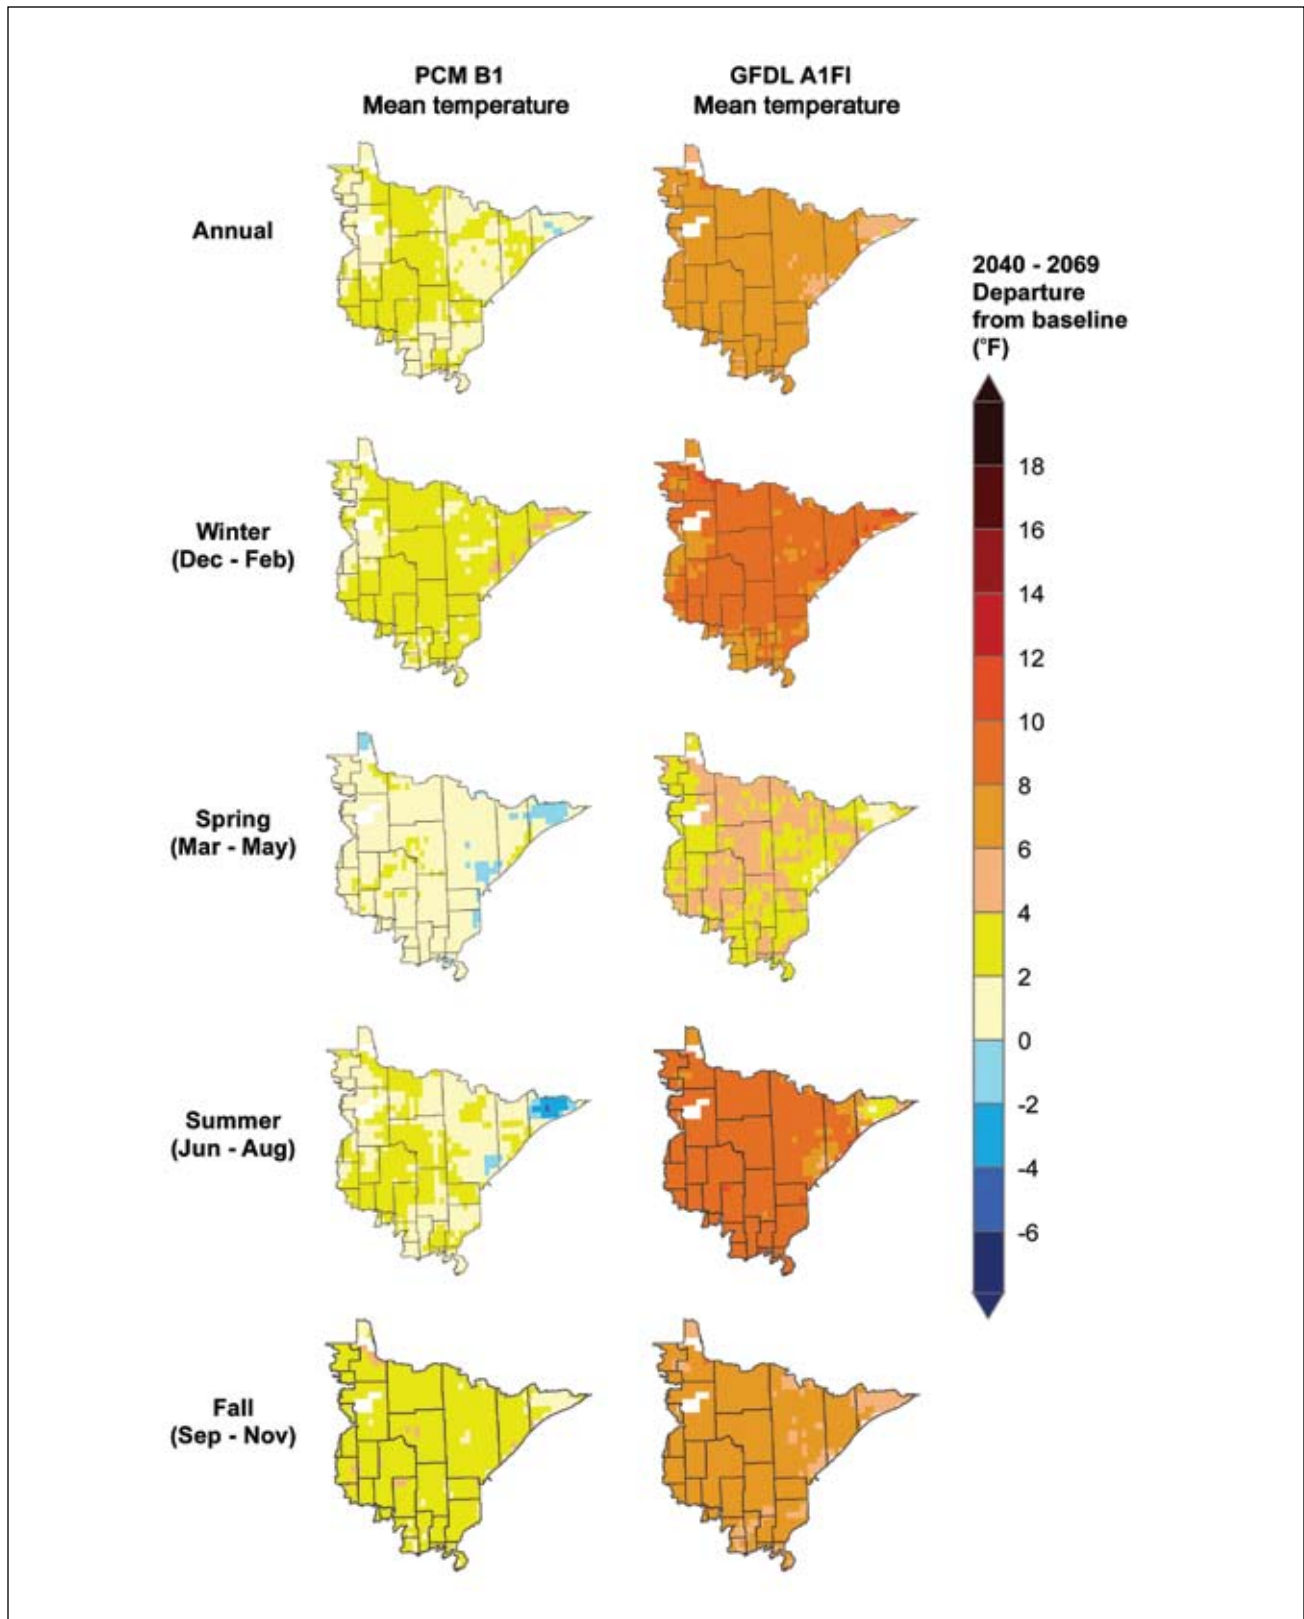 PCM B1
Mean temperature
GFDL A1FI
Mean temperature
Annual
Winter
(Dec - Feb)
Spring
(Mar - May)
Summer
(Jun - Aug)
Fall
(Sep - Nov)
2040 - 2069
Departure
from baseline
(°F)
18
16
14
12
10
8
6
4
2
0
-2
-4
-6